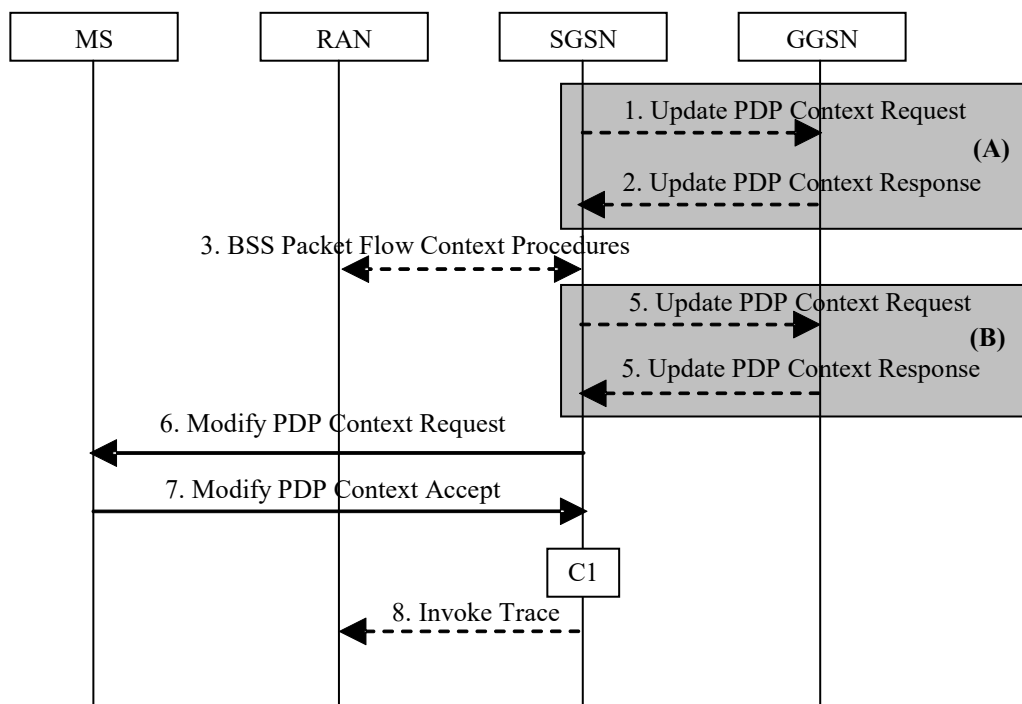 MS
RAN
SGSN
GGSN
1. Update PDP Context Request
(A)
2. Update PDP Context Response
3. BSS Packet Flow Context Procedures
5. Update PDP Context Request
(B)
5. Update PDP Context Response
6. Modify PDP Context Request
7. Modify PDP Context Accept
C1
8. Invoke Trace